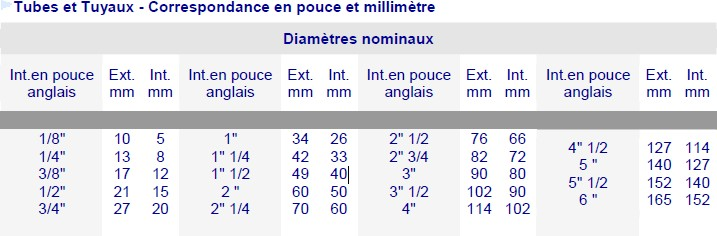 Tubes et Tuyaux - Correspondance en pouce et millimètre
Diamètres nominaux
Int.en pouce Ext. Int. Int.en pouce Ext. Int. Int.en pouce Ext. Int. Int.en pouce Ext. Int.
anglais mm mm anglais mm mm anglais mm mm anglais mm mm
1/8" 10 5 1" 34 26 2" 1/2 76 66 4" 1/2 127 114
1/4" 13 8 1" 1/4 42 33 2" 3/4 82 72 5 " 140 127
3/8" 17 12 1" 1/2 49 40 3" 90 80 5" 1/2 152 140
1/2" 21 15 2 " 60 50 3" 1/2 102 90 6 " 165 152
3/4" 27 20 2" 1/4 70 60 4" 114 102